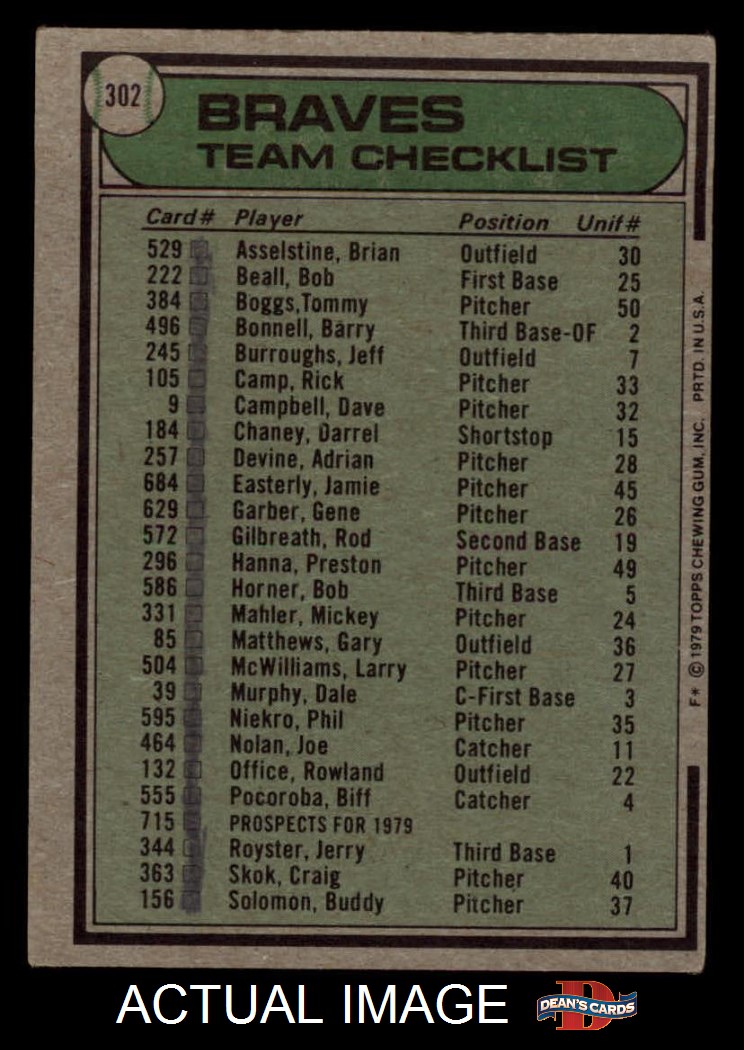 302
BRAVES
TEAM CHECKLIST
Card# Player Position Unif#
529 Asselstine, Brian Outfield 30
222 Beall, Bob First Base 25
384 Boggs,Tommy Pitcher 50
496 Bonnell, Barry Third Base-OF 2
245 Burroughs, Jeff Outfield 7
105 Camp, Rick Pitcher 33
9 Campbell, Dave Pitcher 32
184 Chaney, Darrel Shortstop 15
257 Devine, Adrian Pitcher 28
684 Easterly, Jamie Pitcher 45
629 Garber, Gene Pitcher 26
572 Gilbreath, Rod Second Base 19
296 Hanna, Preston Pitcher 49
586 Horner, Bob Third Base 5
331 Mahler, Mickey Pitcher 24
85 Matthews, Gary Outfield 36
504 McWilliams, Larry Pitcher 27
39 Murphy, Dale C-First Base 3
595 Niekro, Phil Pitcher 35
464 Nolan, Joe Catcher 11
132 Office, Rowland Outfield 22
555 Pocoroba, Biff Catcher 4
715 PROSPECTS FOR 1979
344 Royster, Jerry Third Base 1
363 Skok, Craig Pitcher 40
156 Solomon, Buddy Pitcher 37
F* © 1979 TOPPS CHEWING GUM, INC. PRTD. IN U.S.A.
ACTUAL IMAGE
DEAN'S CARDS